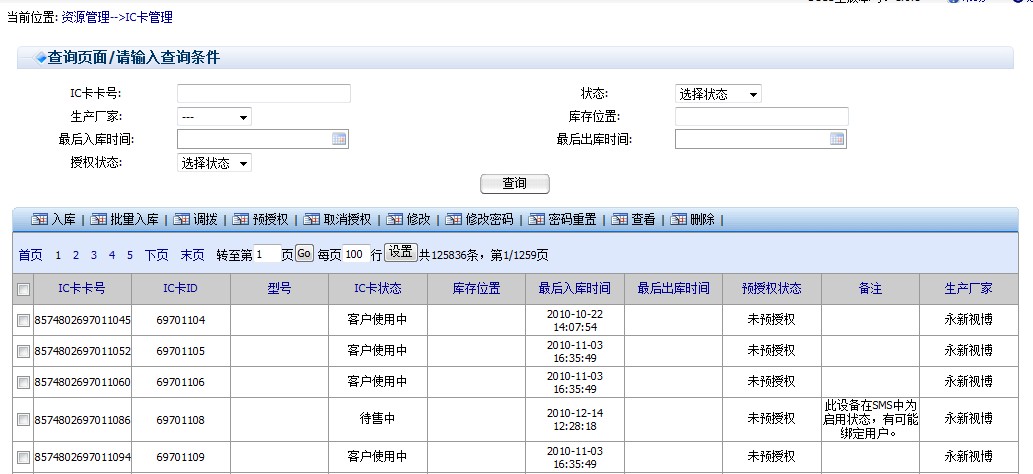 当前位置: 资源管理-->IC卡管理
查询页面/请输入查询条件
IC卡卡号: 状态: 选择状态
生产厂家: --- 库存位置:
最后入库时间: 最后出库时间:
授权状态: 选择状态
查询
入库 | 批量入库 | 调拨 | 预授权 | 取消授权 | 修改 | 修改密码 | 密码重置 | 查看 | 删除 |
首页 1 2 3 4 5 下页 末页 转至第 1 页 Go 每页 100 行 设置 共125836条, 第1/1259页
IC卡卡号 IC卡ID 型号 IC卡状态 库存位置 最后入库时间 最后出库时间 预授权状态 备注 生产厂家
8574802697011045 69701104 客户使用中 2010-10-22 14:07:54 未预授权 永新视博
8574802697011052 69701105 客户使用中 2010-11-03 16:35:49 未预授权 永新视博
8574802697011060 69701106 客户使用中 2010-11-03 16:35:49 未预授权 永新视博
8574802697011086 69701108 待售中 2010-12-14 12:28:18 未预授权 此设备在SMS中为启用状态，有可能绑定用户。 永新视博
8574802697011094 69701109 客户使用中 2010-11-03 16:35:49 未预授权 永新视博